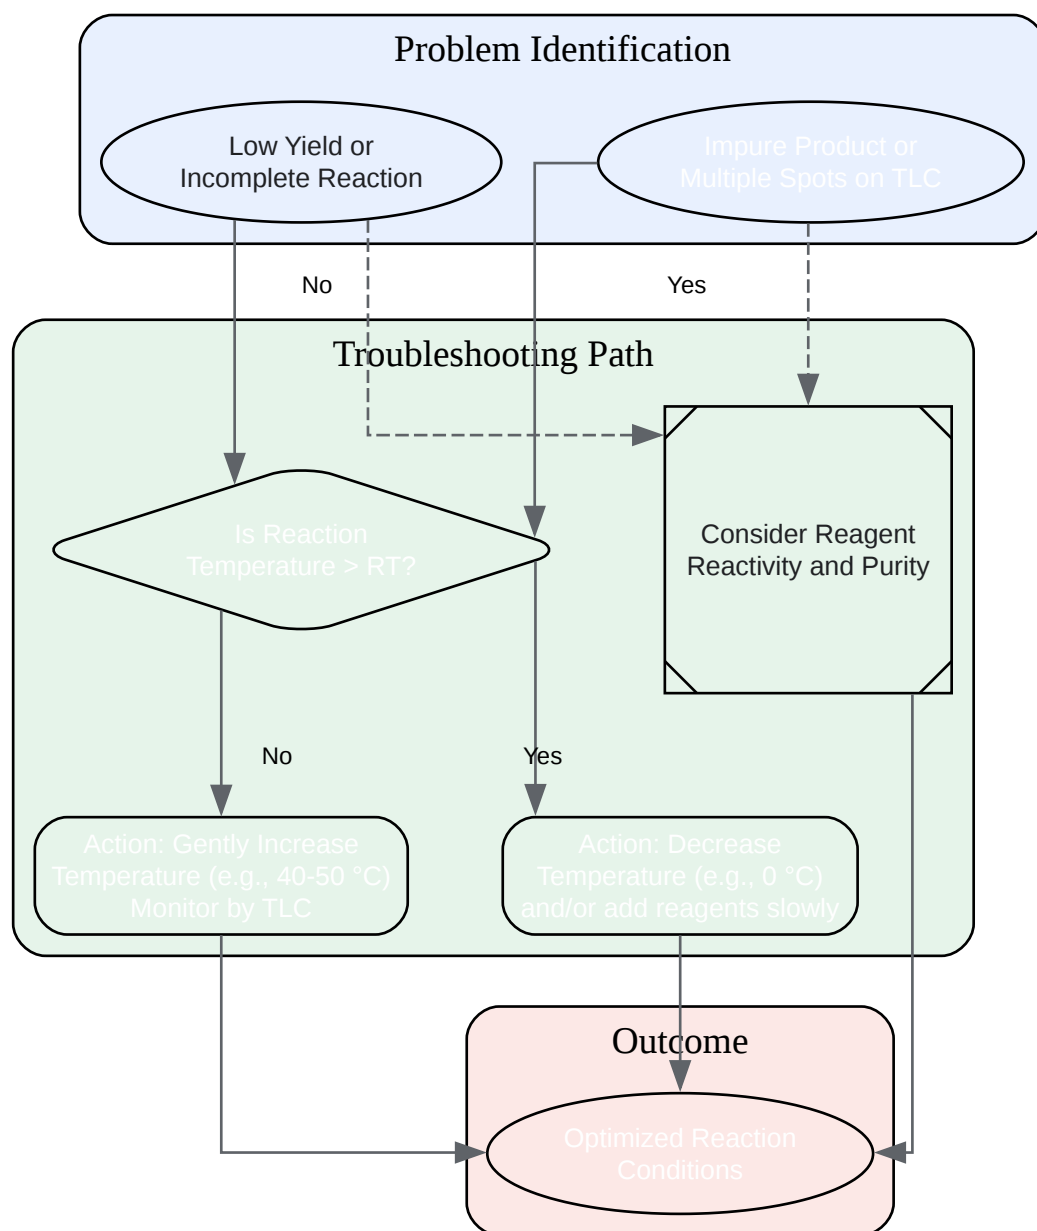 Problem Identification
Low Yield or
Incomplete Reaction
Impure Product or
Multiple Spots on TLC
No
Yes
Troubleshooting Path
Is Reaction
Temperature > RT?
Consider Reagent
Reactivity and Purity
No
Yes
Action: Gently Increase
Temperature (e.g., 40-50 °C)
Monitor by TLC
Action: Decrease
Temperature (e.g., 0 °C)
and/or add reagents slowly
Outcome
Optimized Reaction
Conditions